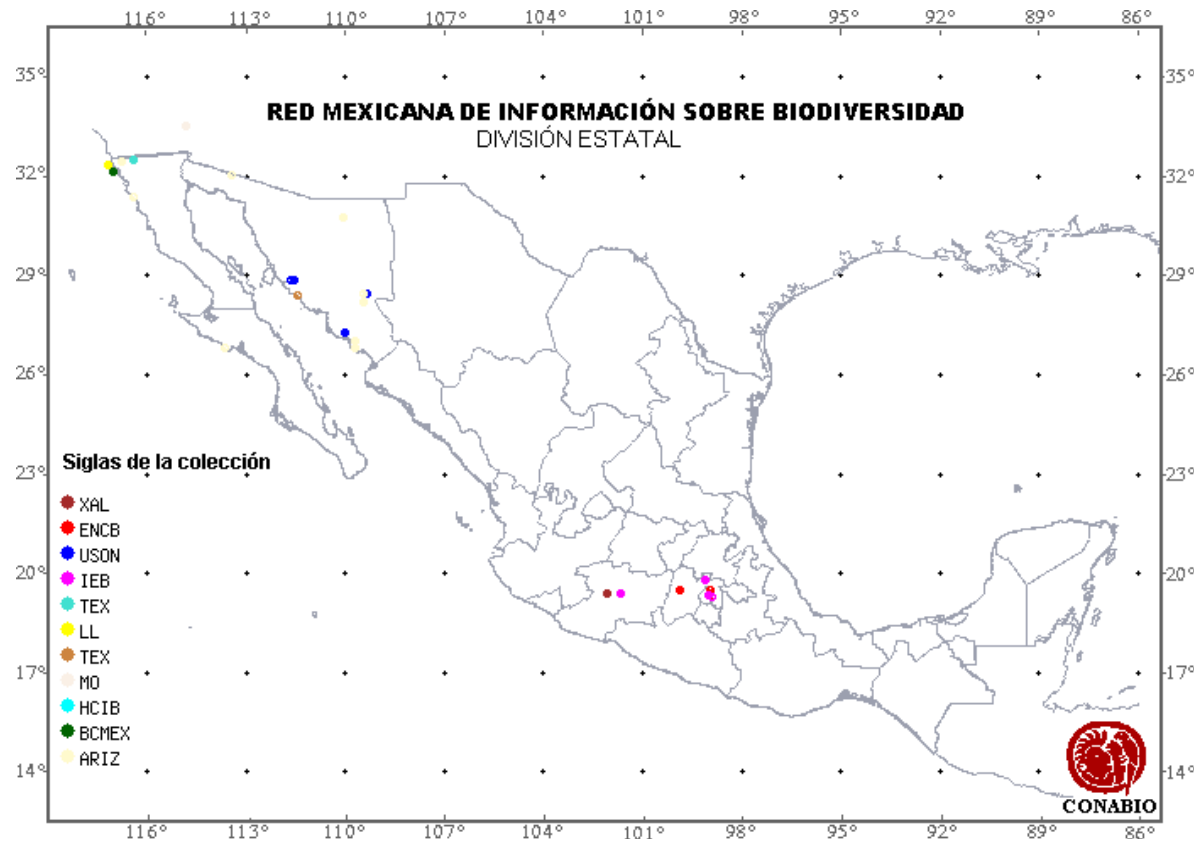 116° 113° 110° 107° 104° 101° 98° 95° 92° 89° 86°
35° 35°
RED MEXICANA DE INFORMACIÓN SOBRE BIODIVERSIDAD
DIVISIÓN ESTATAL
32° 32°
29° 29°
26° 26°
23° 23°
Siglas de la colección
XAL
ENCB
USON
20° 20°
IEB
TEX
LL
TEX
17° 17°
MO
HCIB
BCMEX
ARIZ
14° 14°
CONABIO
116° 113° 110° 107° 104° 101° 98° 95° 92° 89° 86°